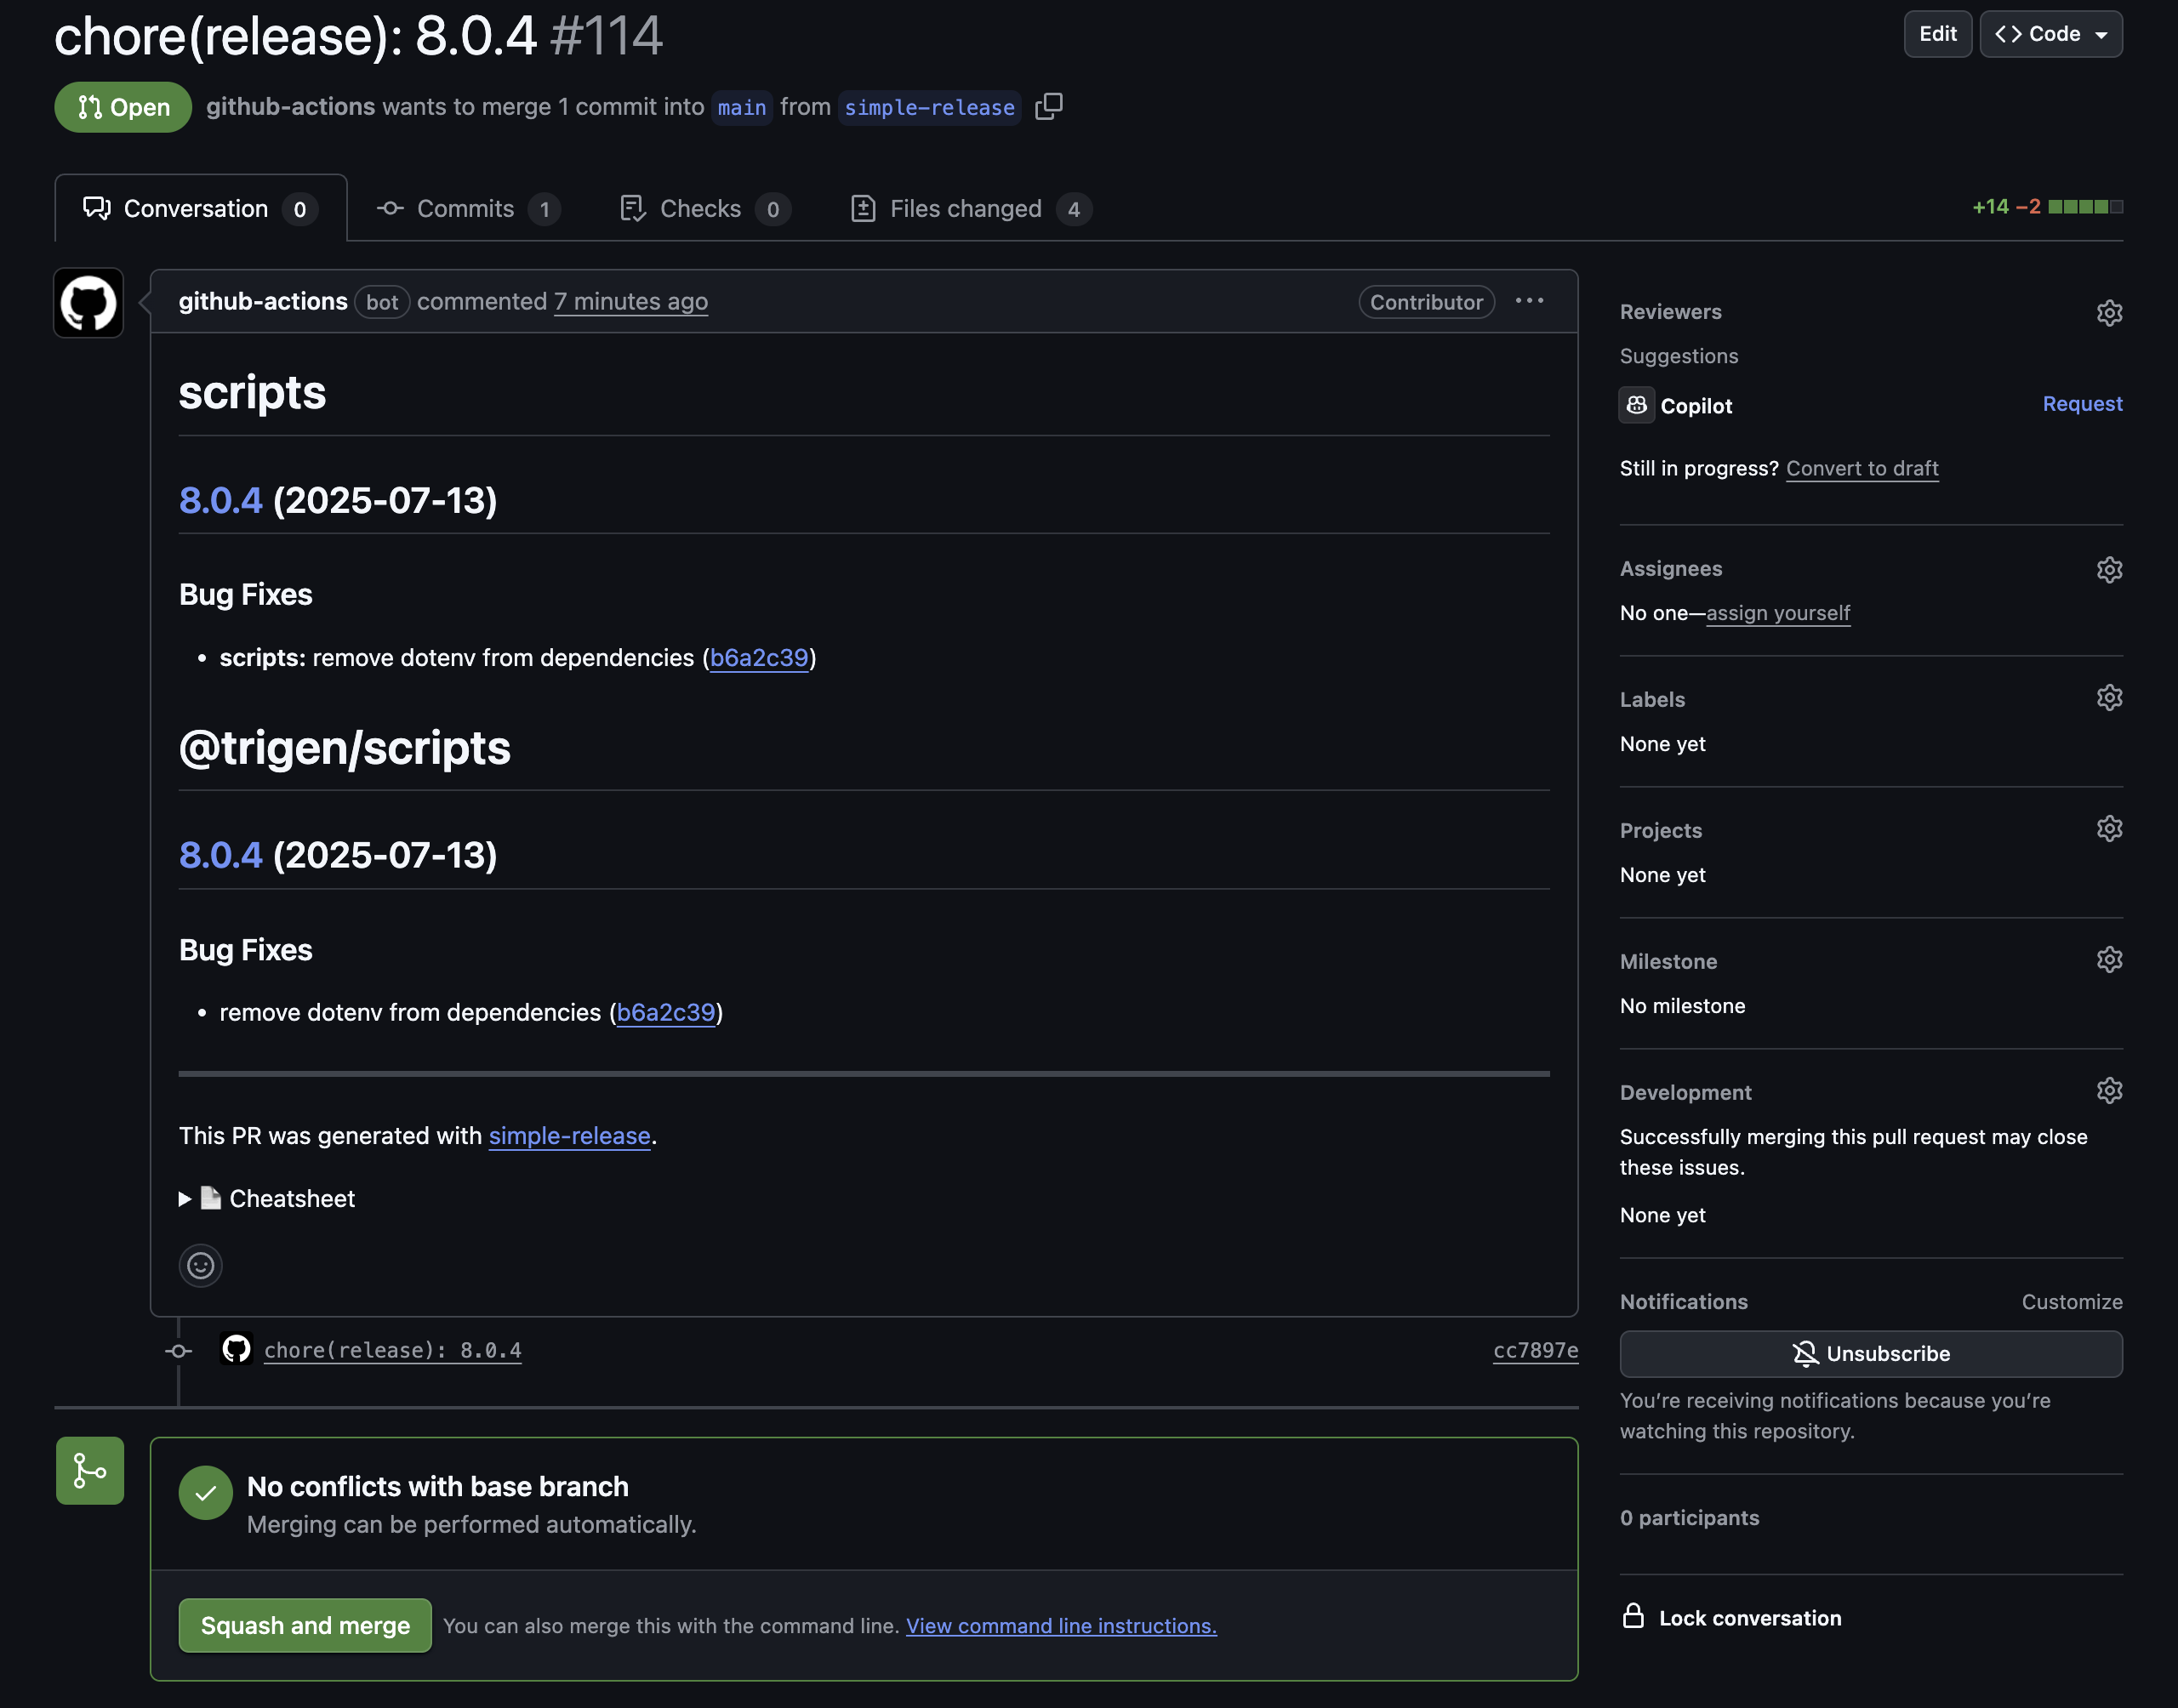 chore(release): 8.0.4 #114
Edit
Code
Open
github-actions wants to merge 1 commit into main from simple-release
Conversation 0
Commits 1
Checks 0
Files changed 4
+14 −2
github-actions bot commented 7 minutes ago
Contributor
scripts
8.0.4 (2025-07-13)
Bug Fixes
• scripts: remove dotenv from dependencies (b6a2c39)
@trigen/scripts
8.0.4 (2025-07-13)
Bug Fixes
• remove dotenv from dependencies (b6a2c39)
This PR was generated with simple-release.
Cheatsheet
chore(release): 8.0.4
cc7897e
No conflicts with base branch
Merging can be performed automatically.
Squash and merge
You can also merge this with the command line. View command line instructions.
Reviewers
Suggestions
Copilot
Request
Still in progress? Convert to draft
Assignees
No one—assign yourself
Labels
None yet
Projects
None yet
Milestone
No milestone
Development
Successfully merging this pull request may close
these issues.
None yet
Notifications
Customize
Unsubscribe
You’re receiving notifications because you’re
watching this repository.
0 participants
Lock conversation